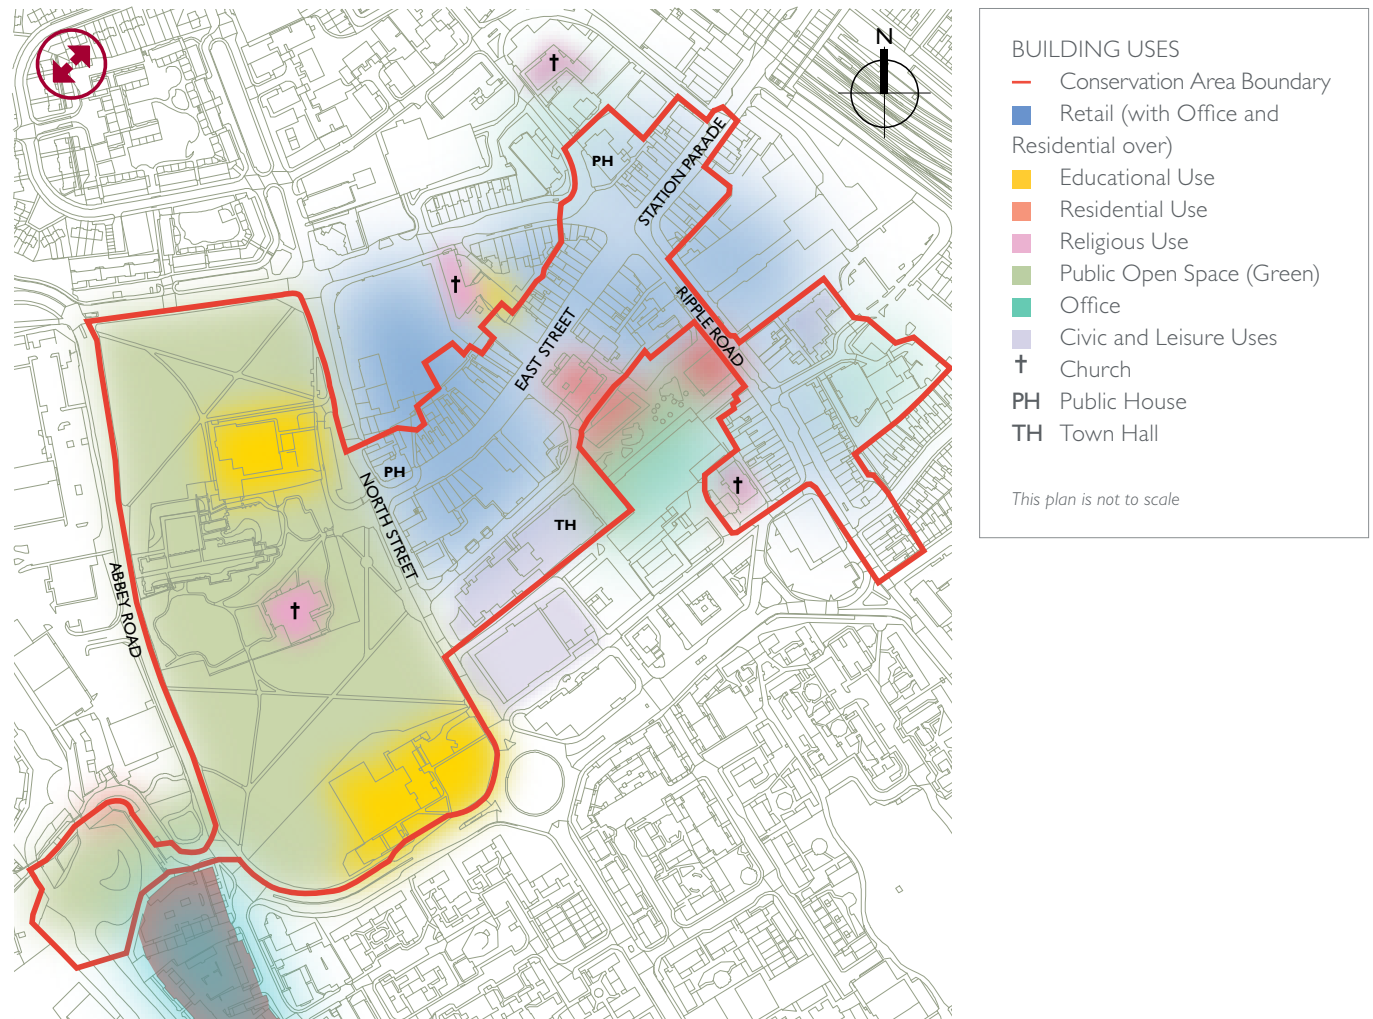 N
✝
PH
STATION PARADE
✝
RIPPLE ROAD
EAST STREET
PH
NORTH STREET
✝
TH
ABBEY ROAD
✝
BUILDING USES
Conservation Area Boundary
Retail (with Office and
Residential over)
Educational Use
Residential Use
Religious Use
Public Open Space (Green)
Office
Civic and Leisure Uses
✝ Church
PH Public House
TH Town Hall
This plan is not to scale